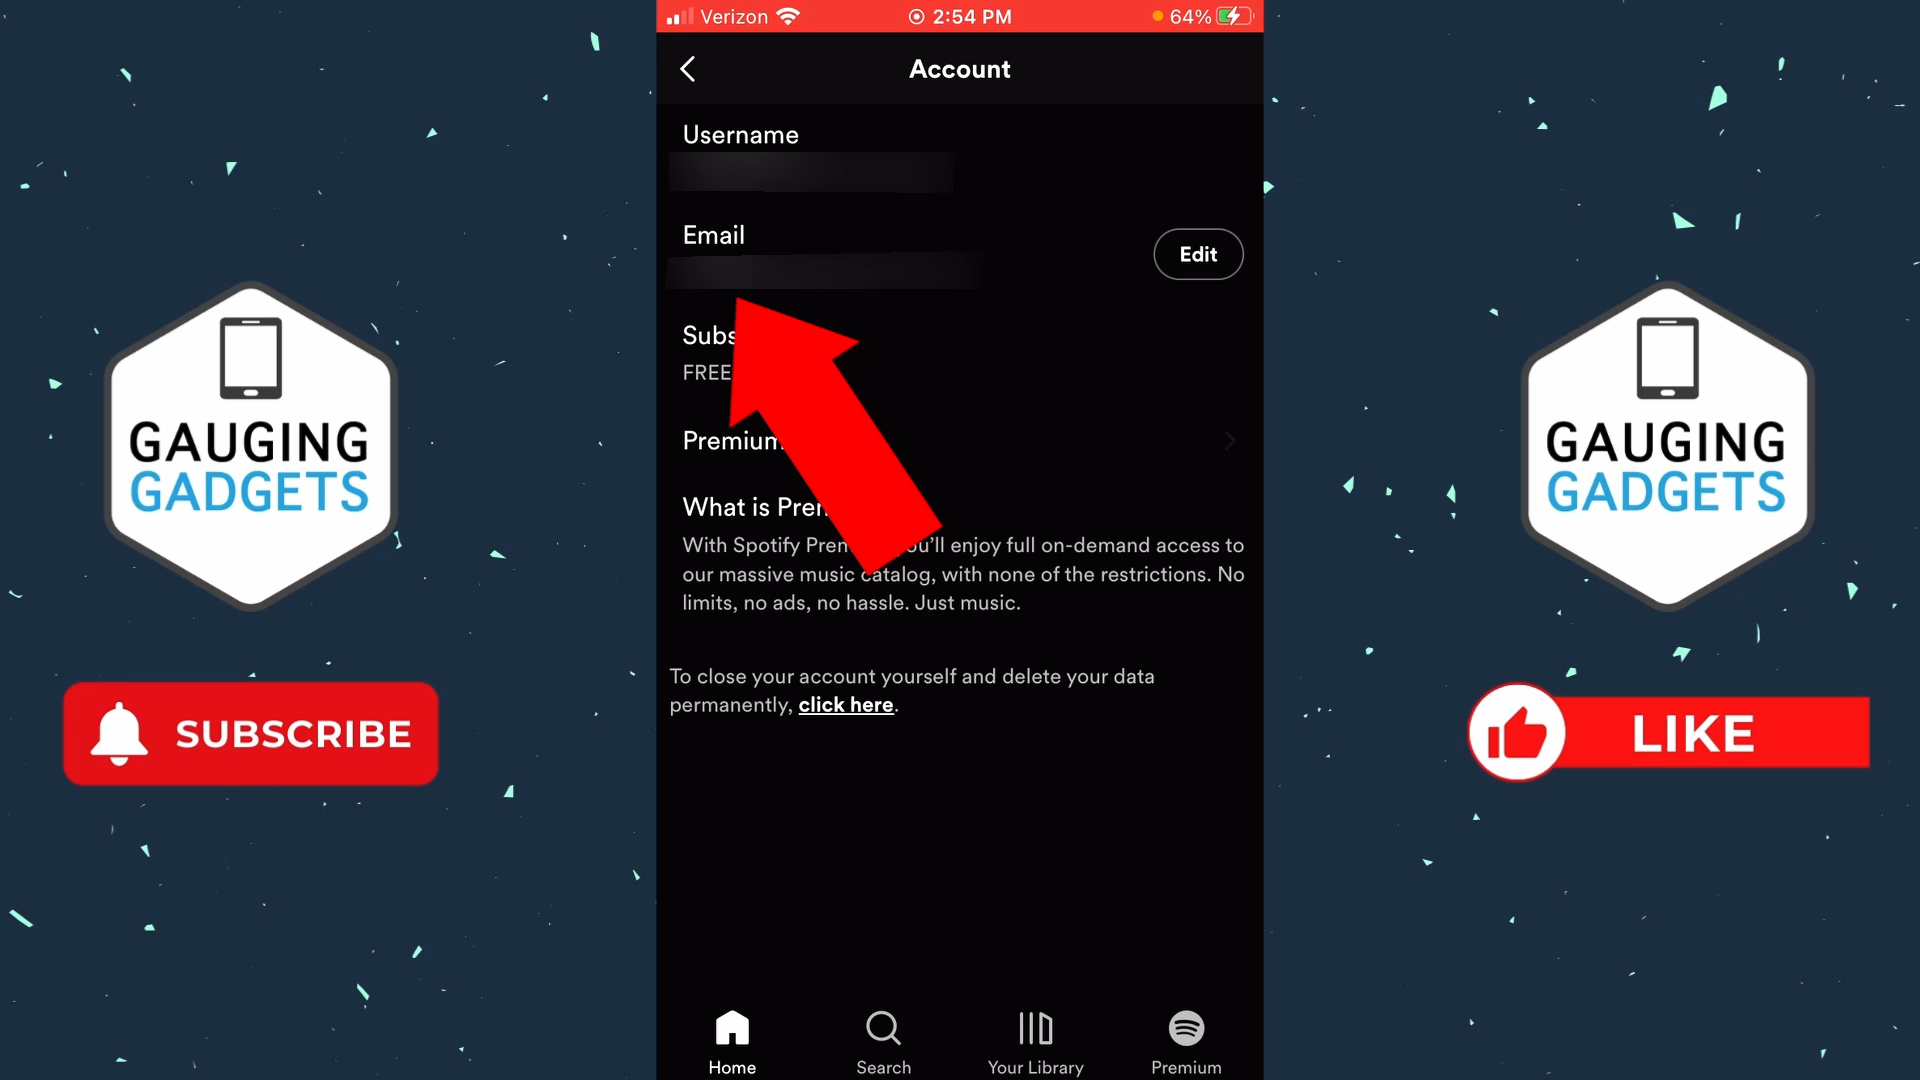 Verizon 2:54 PM 64%
Account
Username
Email
Edit
Subs
FREE
Premium
What is Prem
With Spotify Prem u'll enjoy full on-demand access to
our massive music catalog, with none of the restrictions. No
limits, no ads, no hassle. Just music.
To close your account yourself and delete your data
permanently, click here.
Home Search Your Library Premium
GAUGING
GADGETS
SUBSCRIBE
GAUGING
GADGETS
LIKE